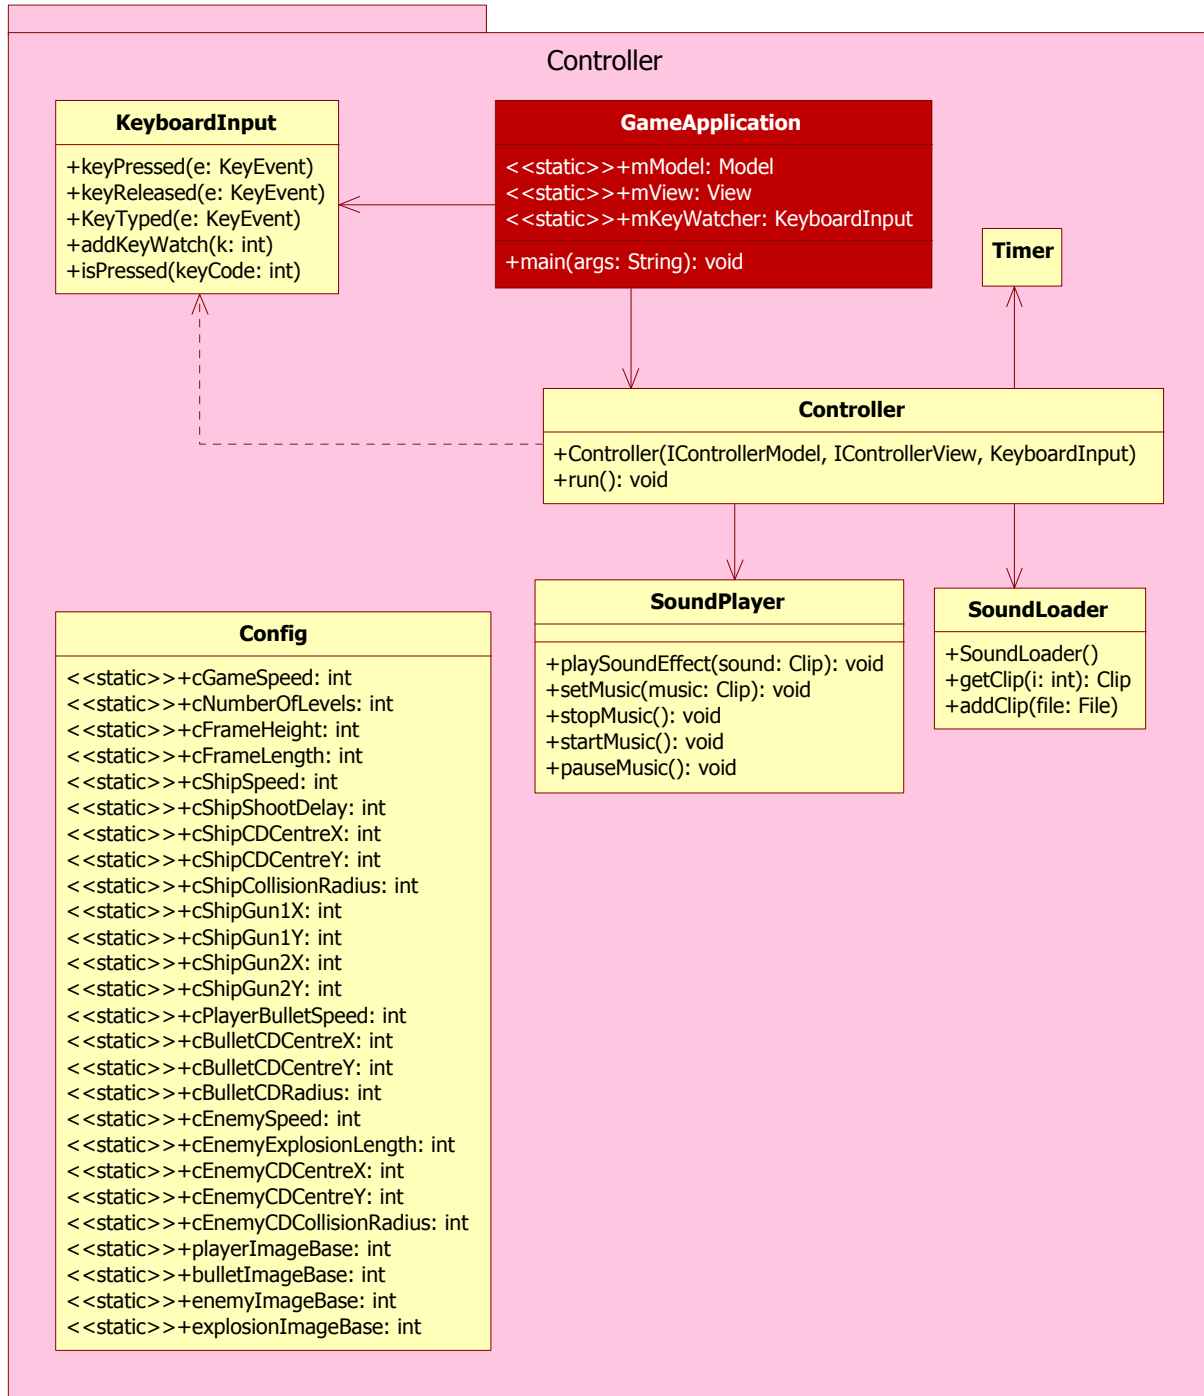 Controller
KeyboardInput
+keyPressed(e: KeyEvent)
+keyReleased(e: KeyEvent)
+KeyTyped(e: KeyEvent)
+addKeyWatch(k: int)
+isPressed(keyCode: int)
GameApplication
<<static>>+mModel: Model
<<static>>+mView: View
<<static>>+mKeyWatcher: KeyboardInput
+main(args: String): void
Timer
Controller
+Controller(IControllerModel, IControllerView, KeyboardInput)
+run(): void
SoundPlayer
+playSoundEffect(sound: Clip): void
+setMusic(music: Clip): void
+stopMusic(): void
+startMusic(): void
+pauseMusic(): void
SoundLoader
+SoundLoader()
+getClip(i: int): Clip
+addClip(file: File)
Config
<<static>>+cGameSpeed: int
<<static>>+cNumberOfLevels: int
<<static>>+cFrameHeight: int
<<static>>+cFrameLength: int
<<static>>+cShipSpeed: int
<<static>>+cShipShootDelay: int
<<static>>+cShipCDCentreX: int
<<static>>+cShipCDCentreY: int
<<static>>+cShipCollisionRadius: int
<<static>>+cShipGun1X: int
<<static>>+cShipGun1Y: int
<<static>>+cShipGun2X: int
<<static>>+cShipGun2Y: int
<<static>>+cPlayerBulletSpeed: int
<<static>>+cBulletCDCentreX: int
<<static>>+cBulletCDCentreY: int
<<static>>+cBulletCDRadius: int
<<static>>+cEnemySpeed: int
<<static>>+cEnemyExplosionLength: int
<<static>>+cEnemyCDCentreX: int
<<static>>+cEnemyCDCentreY: int
<<static>>+cEnemyCDCollisionRadius: int
<<static>>+playerImageBase: int
<<static>>+bulletImageBase: int
<<static>>+enemyImageBase: int
<<static>>+explosionImageBase: int